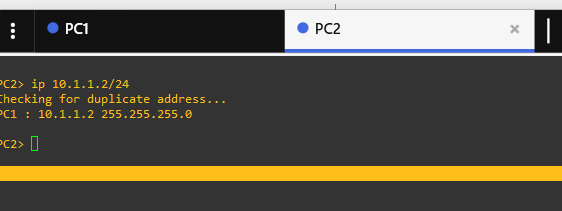 PC1
PC2
PC2> ip 10.1.1.2/24
Checking for duplicate address...
PC1 : 10.1.1.2 255.255.255.0
PC2>